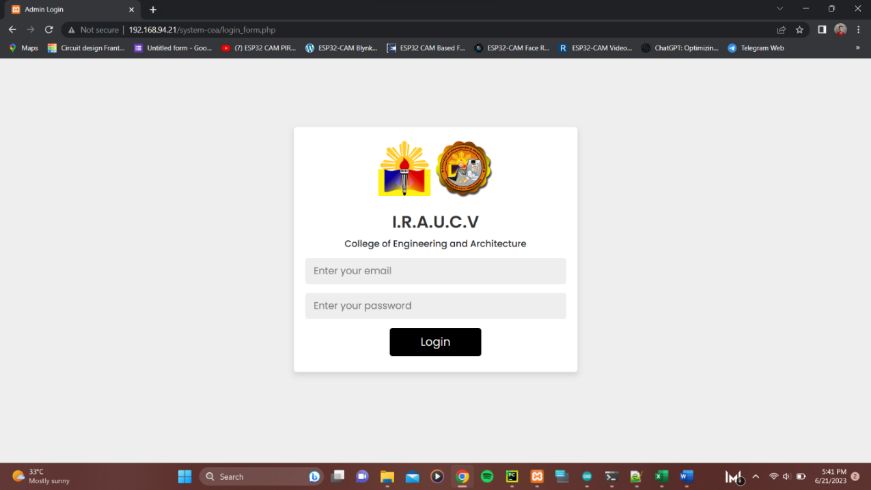 Admin Login
Not secure | 192.168.94.21/system-cea/login_form.php
Maps
Circuit design Frant...
Untitled form - Goo...
(7) ESP32 CAM PIR...
ESP32-CAM Blynk...
ESP32 CAM Based F...
ESP32-CAM Face R...
ESP32-CAM Video...
ChatGPT: Optimizin...
Telegram Web
»
I.R.A.U.C.V
College of Engineering and Architecture
Enter your email
Enter your password
Login
33°C
Mostly sunny
Search
5:41 PM
6/21/2023
2